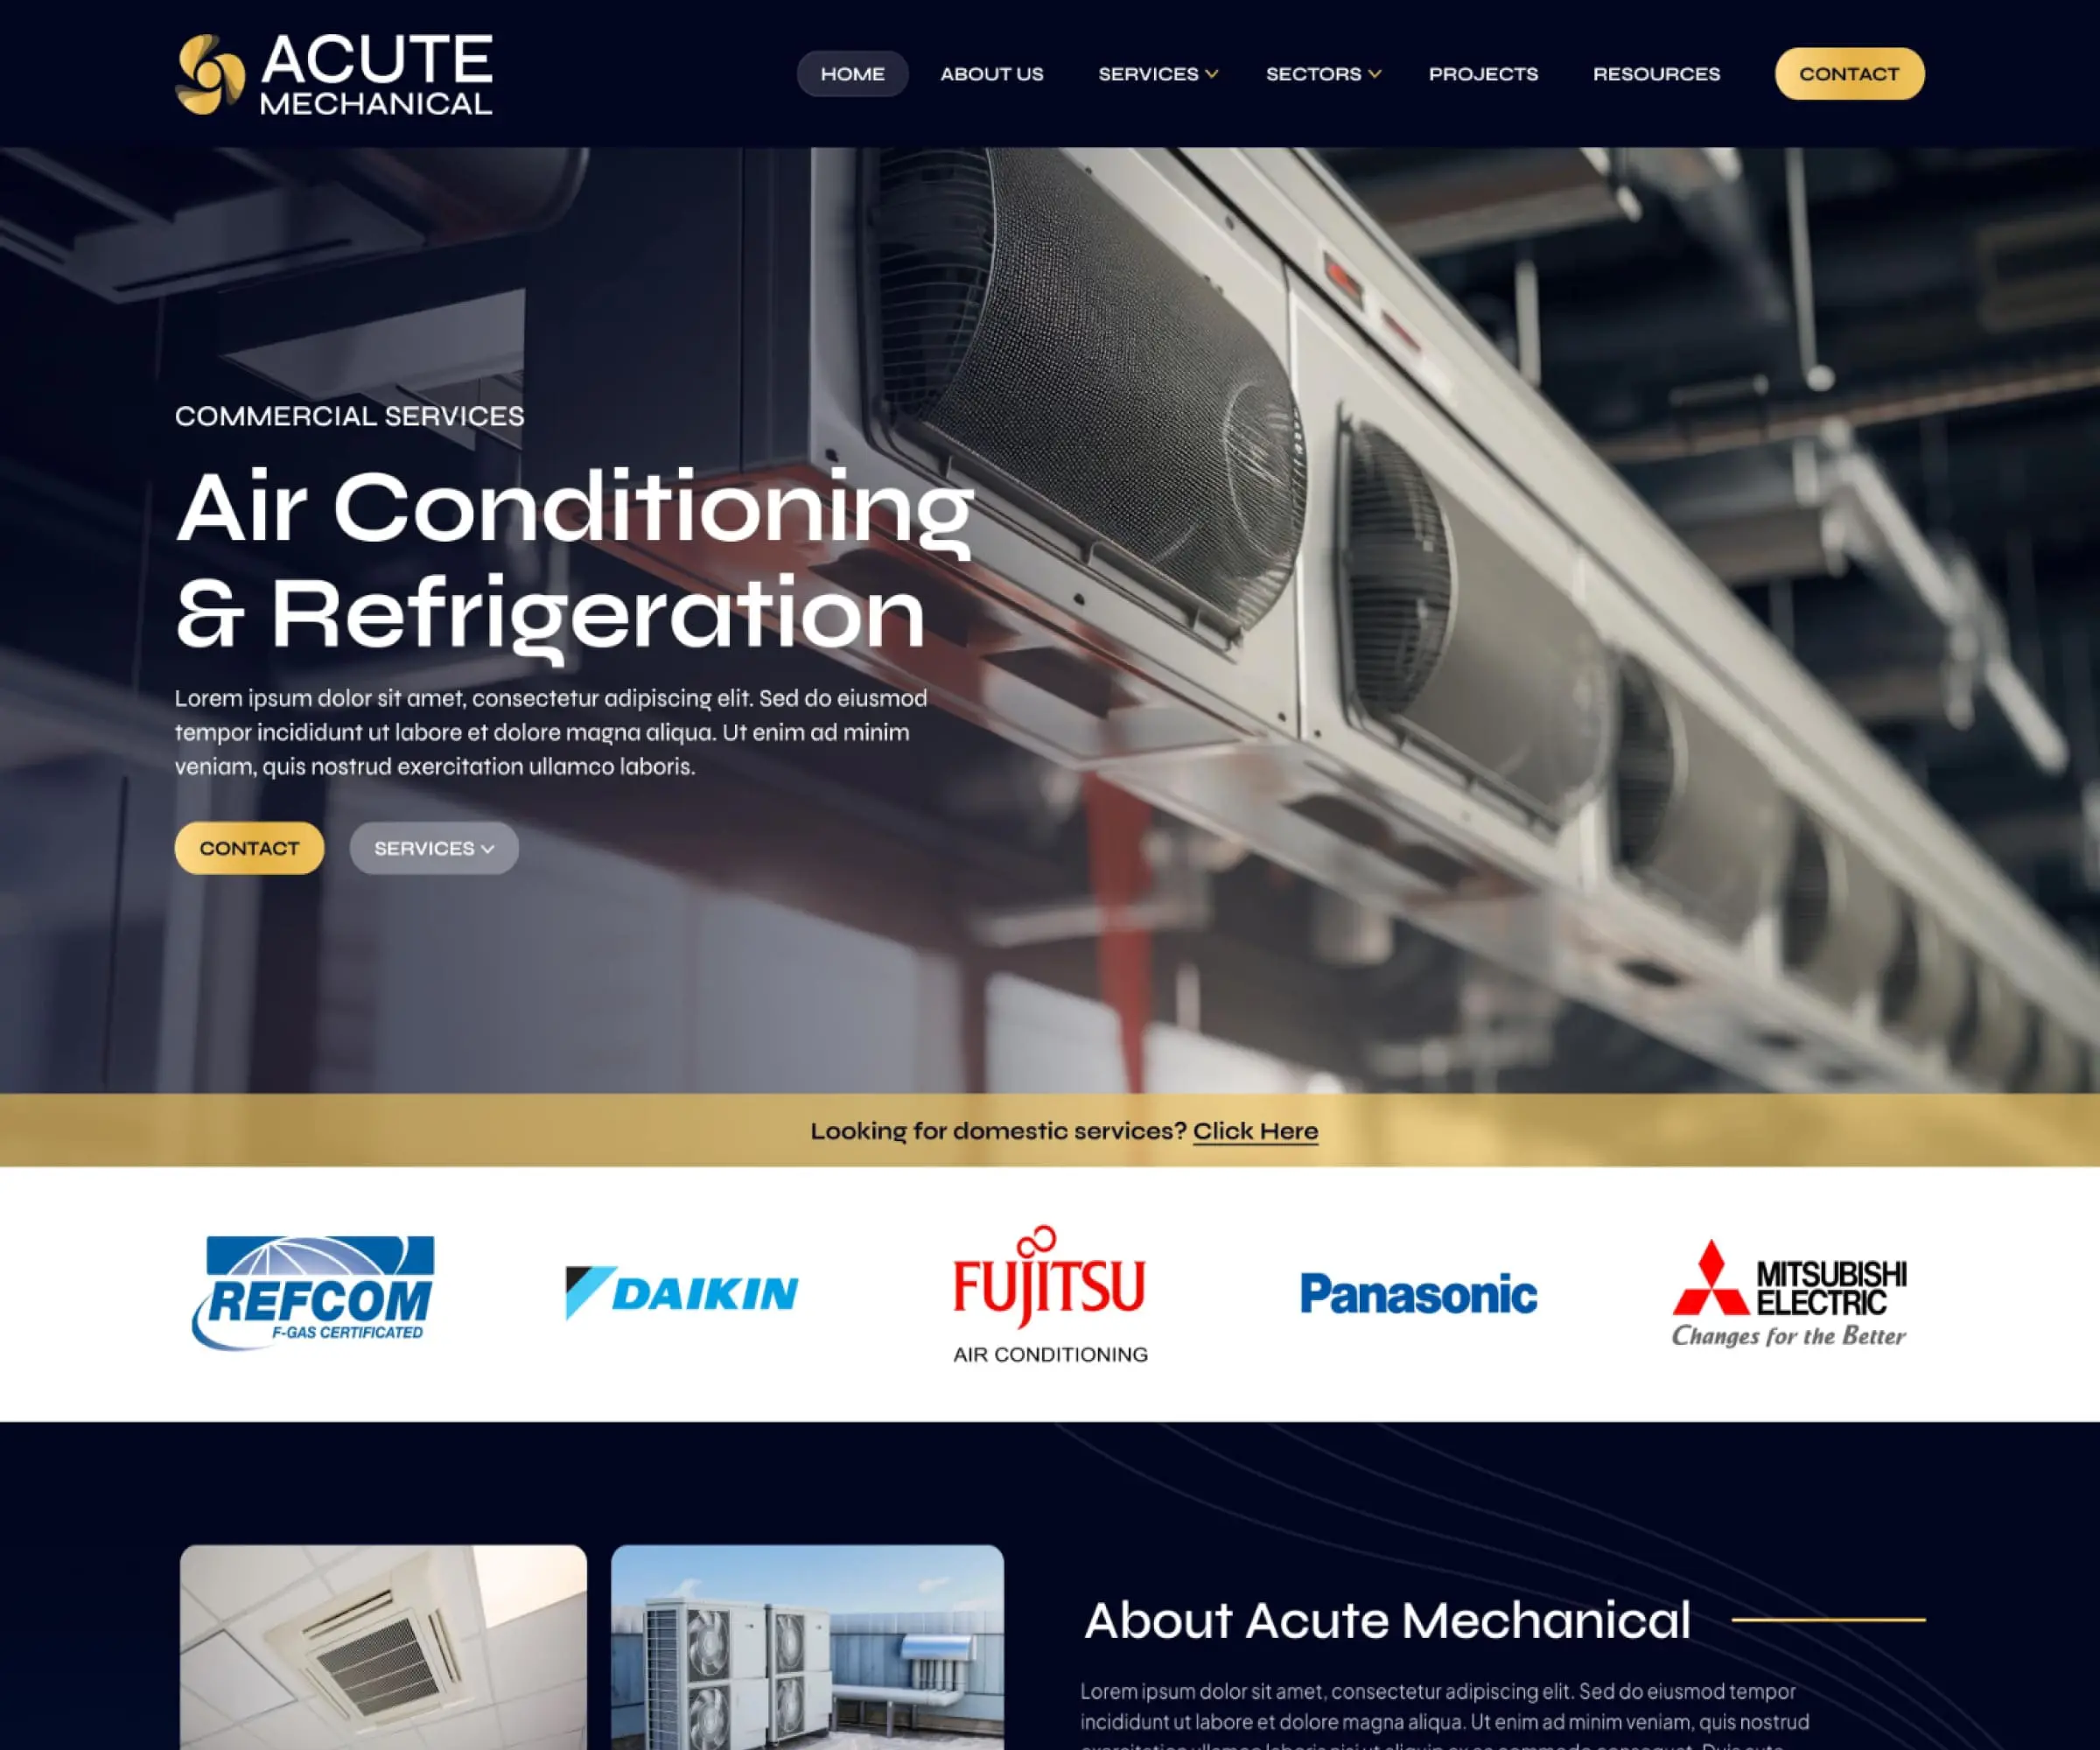 ACUTE
MECHANICAL
HOME ABOUT US SERVICES SECTORS PROJECTS RESOURCES CONTACT
COMMERCIAL SERVICES
Air Conditioning
& Refrigeration
Lorem ipsum dolor sit amet, consectetur adipiscing elit. Sed do eiusmod
tempor incididunt ut labore et dolore magna aliqua. Ut enim ad minim
veniam, quis nostrud exercitation ullamco laboris.
CONTACT SERVICES
Looking for domestic services? Click Here
REFCOM
F-GAS CERTIFICATED
DAIKIN
FUJITSU
AIR CONDITIONING
Panasonic
MITSUBISHI
ELECTRIC
Changes for the Better
About Acute Mechanical
Lorem ipsum dolor sit amet, consectetur adipiscing elit. Sed do eiusmod tempor
incididunt ut labore et dolore magna aliqua. Ut enim ad minim veniam, quis nostrud